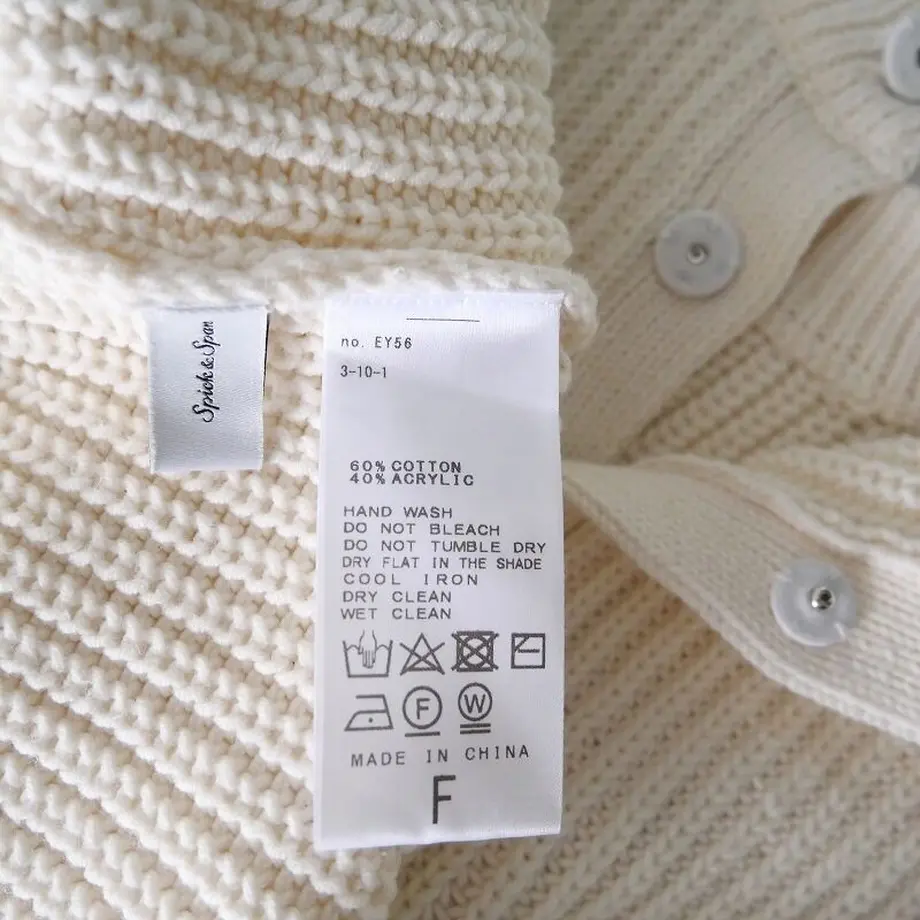 Spick & Span
no. EY56
3-10-1
60% COTTON
40% ACRYLIC
HAND WASH
DO NOT BLEACH
DO NOT TUMBLE DRY
DRY FLAT IN THE SHADE
COOL IRON
DRY CLEAN
WET CLEAN
F W
MADE IN CHINA
F